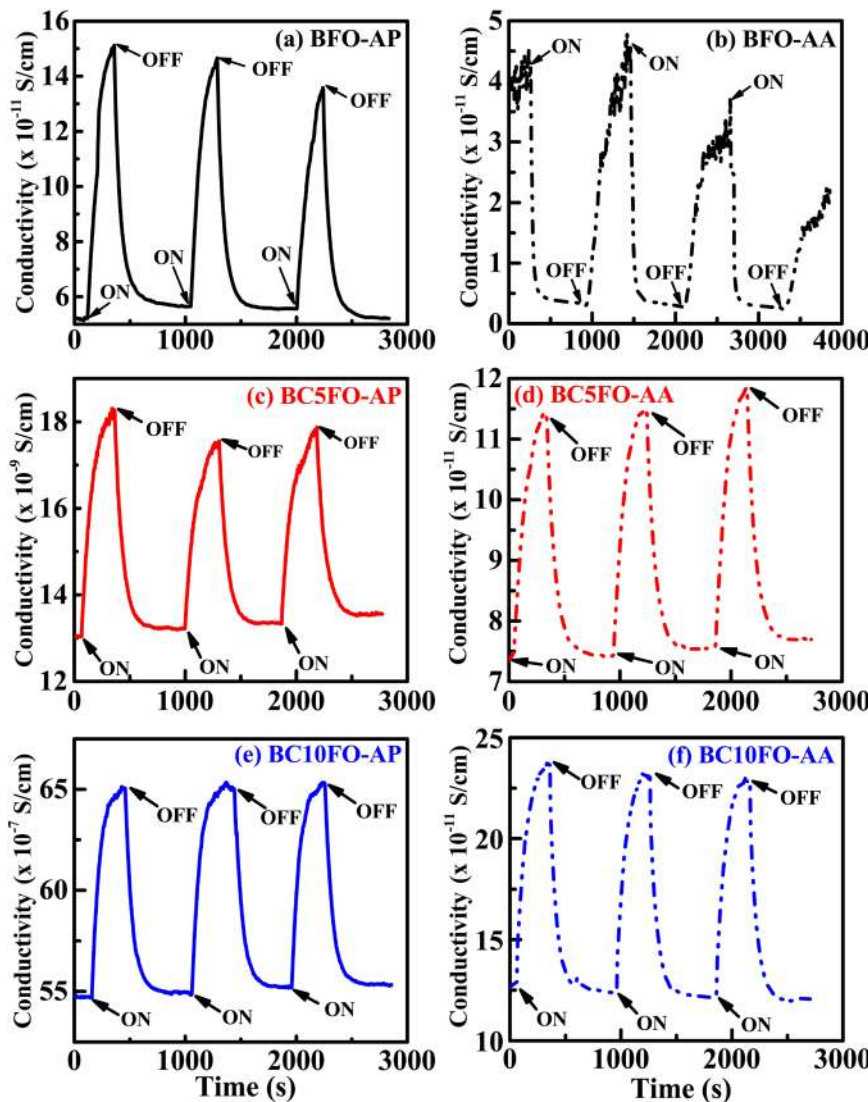 (a) BFO-AP
Conductivity (x 10⁻¹¹ S/cm)
16
14
12
10
8
6
OFF
OFF
OFF
ON
ON
ON
0 1000 2000 3000
(b) BFO-AA
Conductivity (x 10⁻¹¹ S/cm)
5
4
3
2
1
0
ON
ON
ON
OFF
OFF
OFF
0 1000 2000 3000 4000
(c) BC5FO-AP
Conductivity (x 10⁻⁹ S/cm)
18
16
14
12
OFF
OFF
OFF
ON
ON
ON
0 1000 2000 3000
(d) BC5FO-AA
Conductivity (x 10⁻¹¹ S/cm)
12
11
10
9
8
7
OFF
OFF
OFF
ON
ON
ON
0 1000 2000 3000
(e) BC10FO-AP
Conductivity (x 10⁻⁷ S/cm)
65
60
55
OFF
OFF
OFF
ON
ON
ON
0 1000 2000 3000
Time (s)
(f) BC10FO-AA
Conductivity (x 10⁻¹¹ S/cm)
25
20
15
10
OFF
OFF
OFF
ON
ON
ON
0 1000 2000 3000
Time (s)